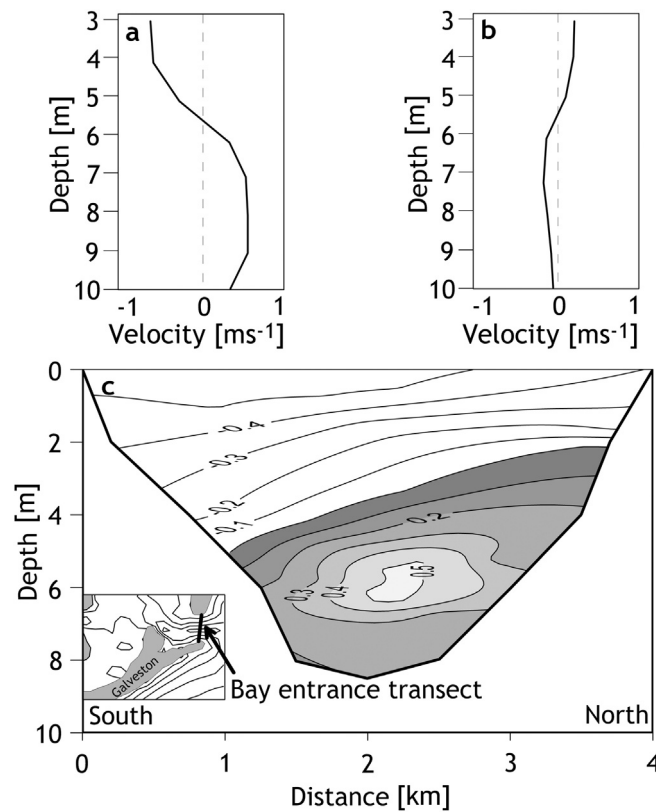 a
3
4
5
6
7
8
9
10
Depth [m]
-1 0 1
Velocity [ms-1]
b
3
4
5
6
7
8
9
10
Depth [m]
-1 0 1
Velocity [ms-1]
c
0
2
4
6
8
10
Depth [m]
-0.4
-0.3
-0.2
-0.1
0.2
0.3
0.4
0.5
Galveston
Bay entrance transect
South
North
0 1 2 3 4
Distance [km]